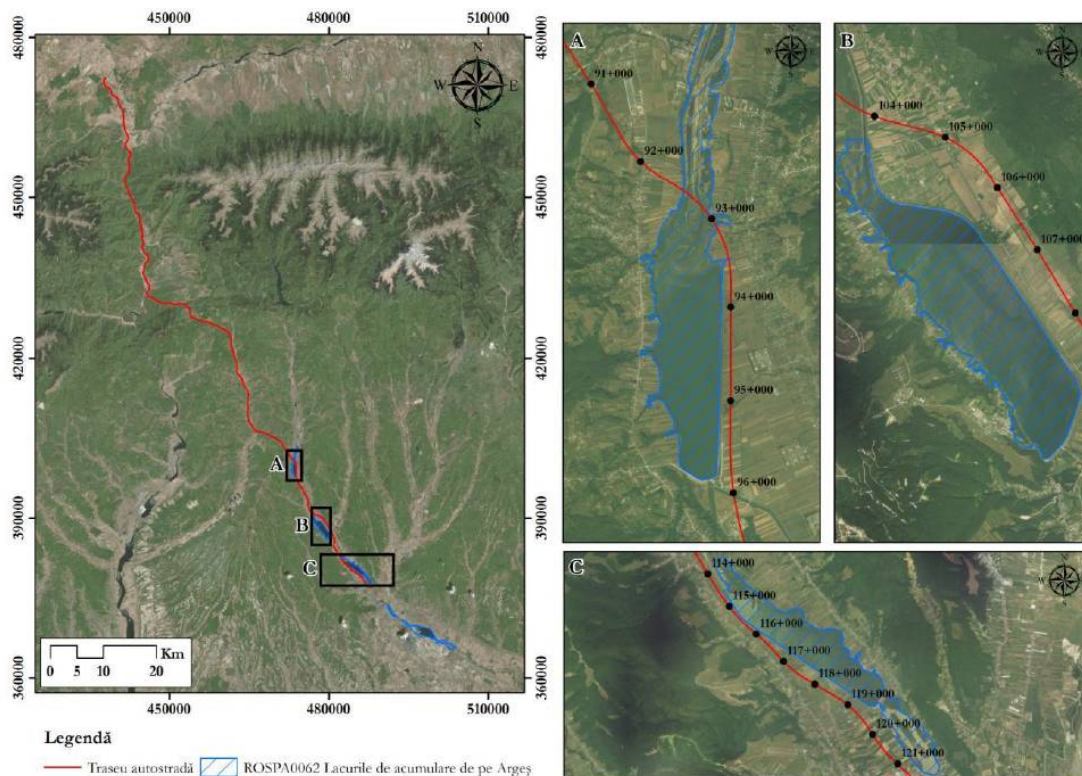 450000 480000 510000
480000
450000
420000
390000
360000
480000
450000
420000
390000
360000
N
W E
S
A
B
C
0 5 10 20
Km
450000 480000 510000
Legendă
Traseu autostradă
ROSPA0062 Lacurile de acumulare de pe Argeș
A
N
W E
S
91+000
92+000
93+000
94+000
95+000
96+000
B
N
W E
S
104+000
105+000
106+000
107+000
C
N
W E
S
114+000
115+000
116+000
117+000
118+000
119+000
120+000
121+000